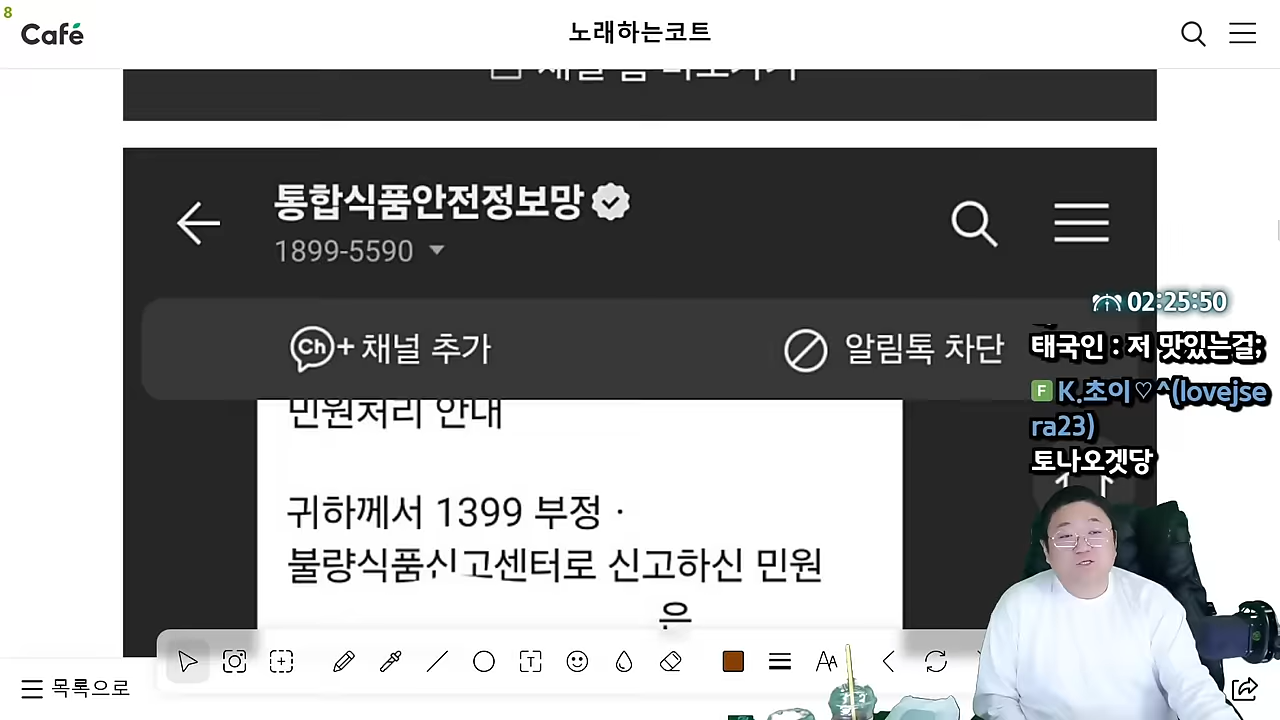 8
Café
노래하는코트
통합식품안전정보망
1899-5590
Ch+ 채널 추가
알림톡 차단
민원처리 안내
귀하께서 1399 부정 ·
불량식품신고센터로 신고하신 민원
은
02:25:50
태국인 : 저 맛있는걸;
F K.초이♡^(lovejse
ra23)
토나오겟당
T
AA
목록으로